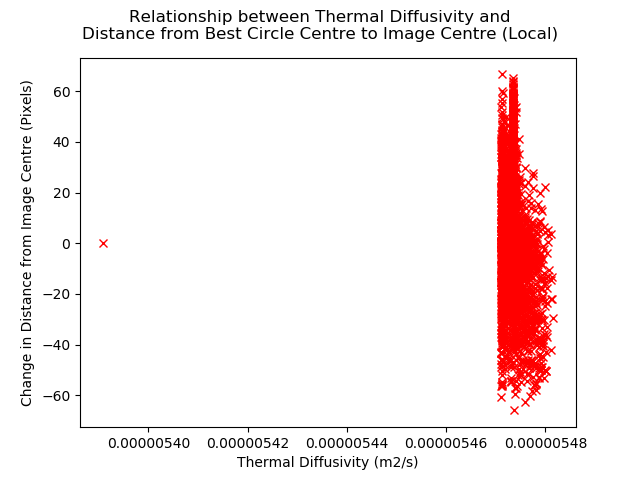 Relationship between Thermal Diffusivity and
Distance from Best Circle Centre to Image Centre (Local)
Change in Distance from Image Centre (Pixels)
60
40
20
0
−20
−40
−60
0.00000540 0.00000542 0.00000544 0.00000546 0.00000548
Thermal Diffusivity (m2/s)